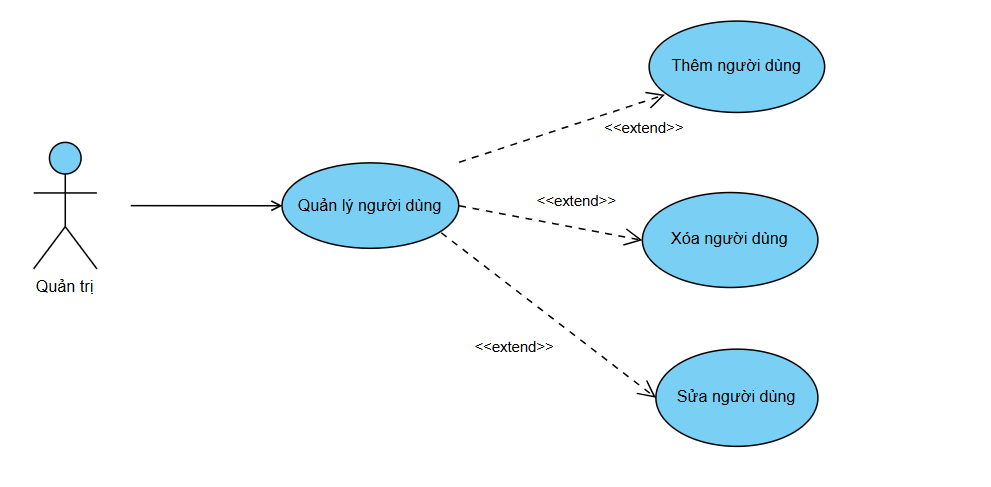 Thêm người dùng
<<extend>>
<<extend>>
Quản lý người dùng
Xóa người dùng
Quản trị
<<extend>>
Sửa người dùng